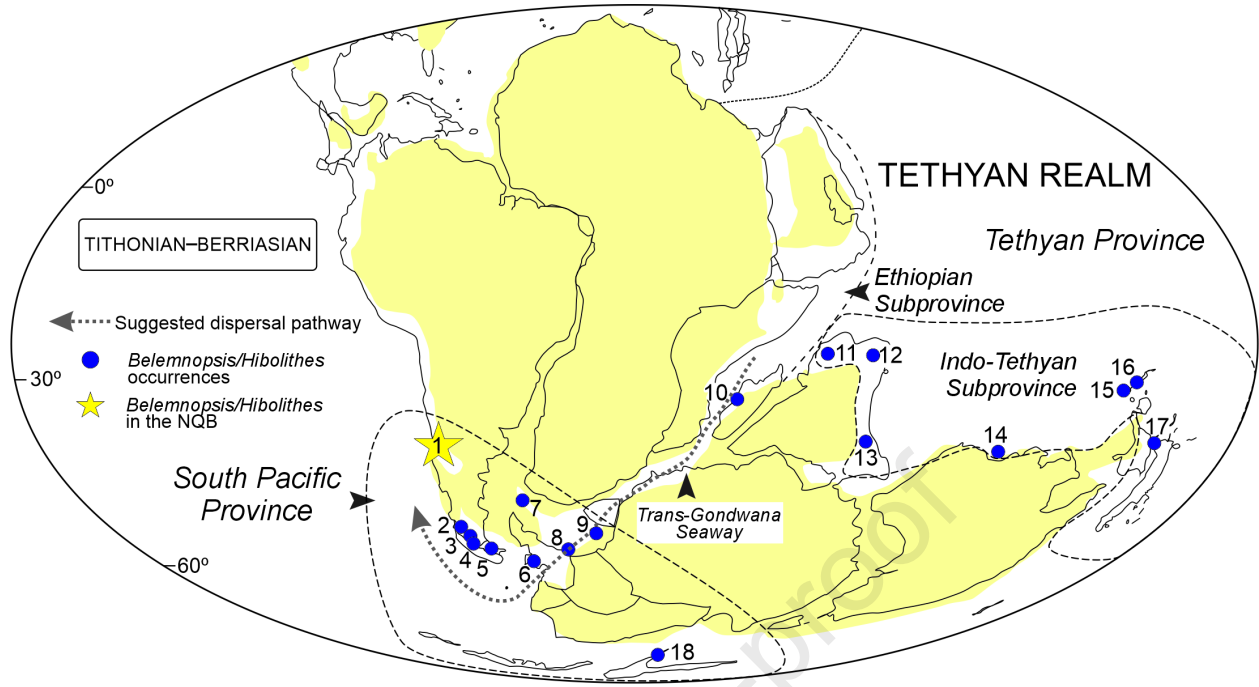 TETHYAN REALM
–0º
TITHONIAN–BERRIASIAN
Tethyan Province
Ethiopian
Subprovince
Suggested dispersal pathway
Belemnopsis/Hibolithes
occurrences
Belemnopsis/Hibolithes
in the NQB
11
12
Indo-Tethyan
Subprovince
16
15
–30º
10
17
14
13
1
South Pacific
Province
7
Trans-Gondwana
Seaway
2
3
4
5
9
8
6
–60º
18
proof